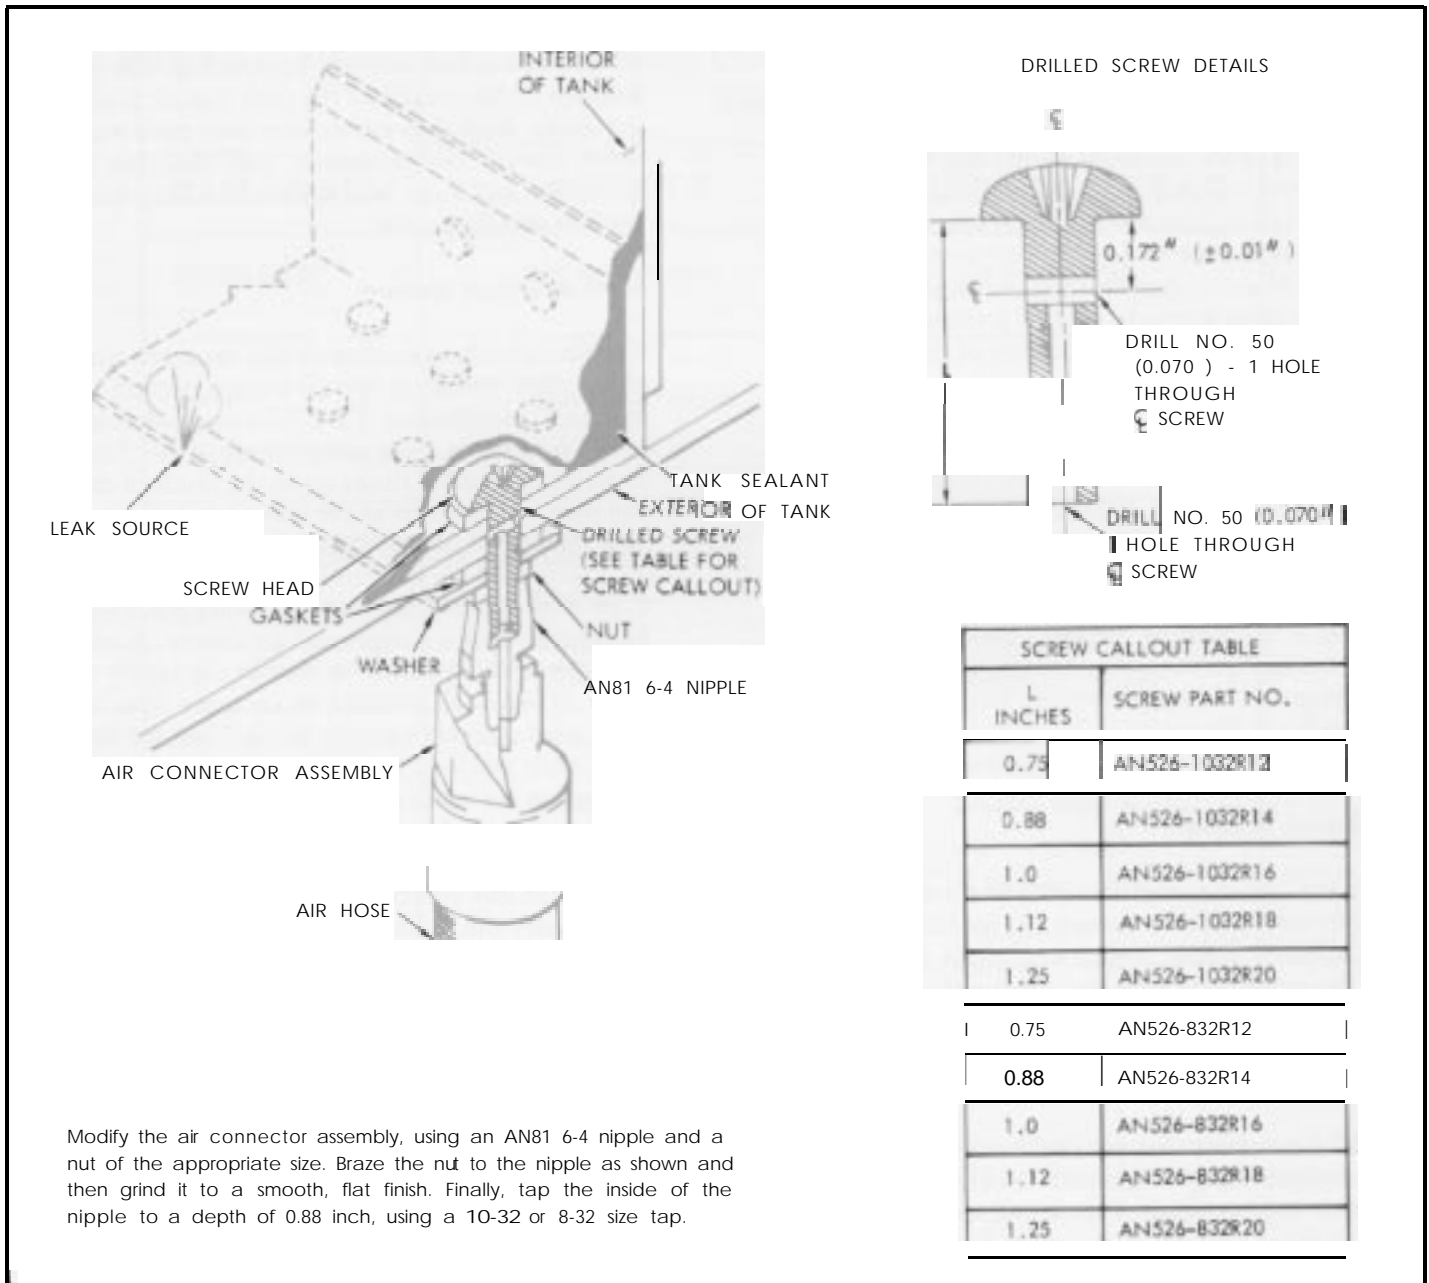 INTERIOR
OF TANK
TANK SEALANT
EXTERIOR OF TANK
DRILLED SCREW
(SEE TABLE FOR
SCREW CALLOUT)
LEAK SOURCE
SCREW HEAD
GASKETS
NUT
WASHER
AN81 6-4 NIPPLE
AIR CONNECTOR ASSEMBLY
AIR HOSE
Modify the air connector assembly, using an AN81 6-4 nipple and a
nut of the appropriate size. Braze the nut to the nipple as shown and
then grind it to a smooth, flat finish. Finally, tap the inside of the
nipple to a depth of 0.88 inch, using a 10-32 or 8-32 size tap.
DRILLED SCREW DETAILS
℄
0.172" (±0.01")
℄
DRILL NO. 50
(0.070 ) - 1 HOLE
THROUGH
℄ SCREW
L
DRILL NO. 50 (0.070")
1 HOLE THROUGH
℄ SCREW
SCREW CALLOUT TABLE
L INCHES SCREW PART NO.
0.75 AN526-1032R12
0.88 AN526-1032R14
1.0 AN526-1032R16
1.12 AN526-1032R18
1.25 AN526-1032R20
0.75 AN526-832R12
0.88 AN526-832R14
1.0 AN526-832R16
1.12 AN526-832R18
1.25 AN526-832R20